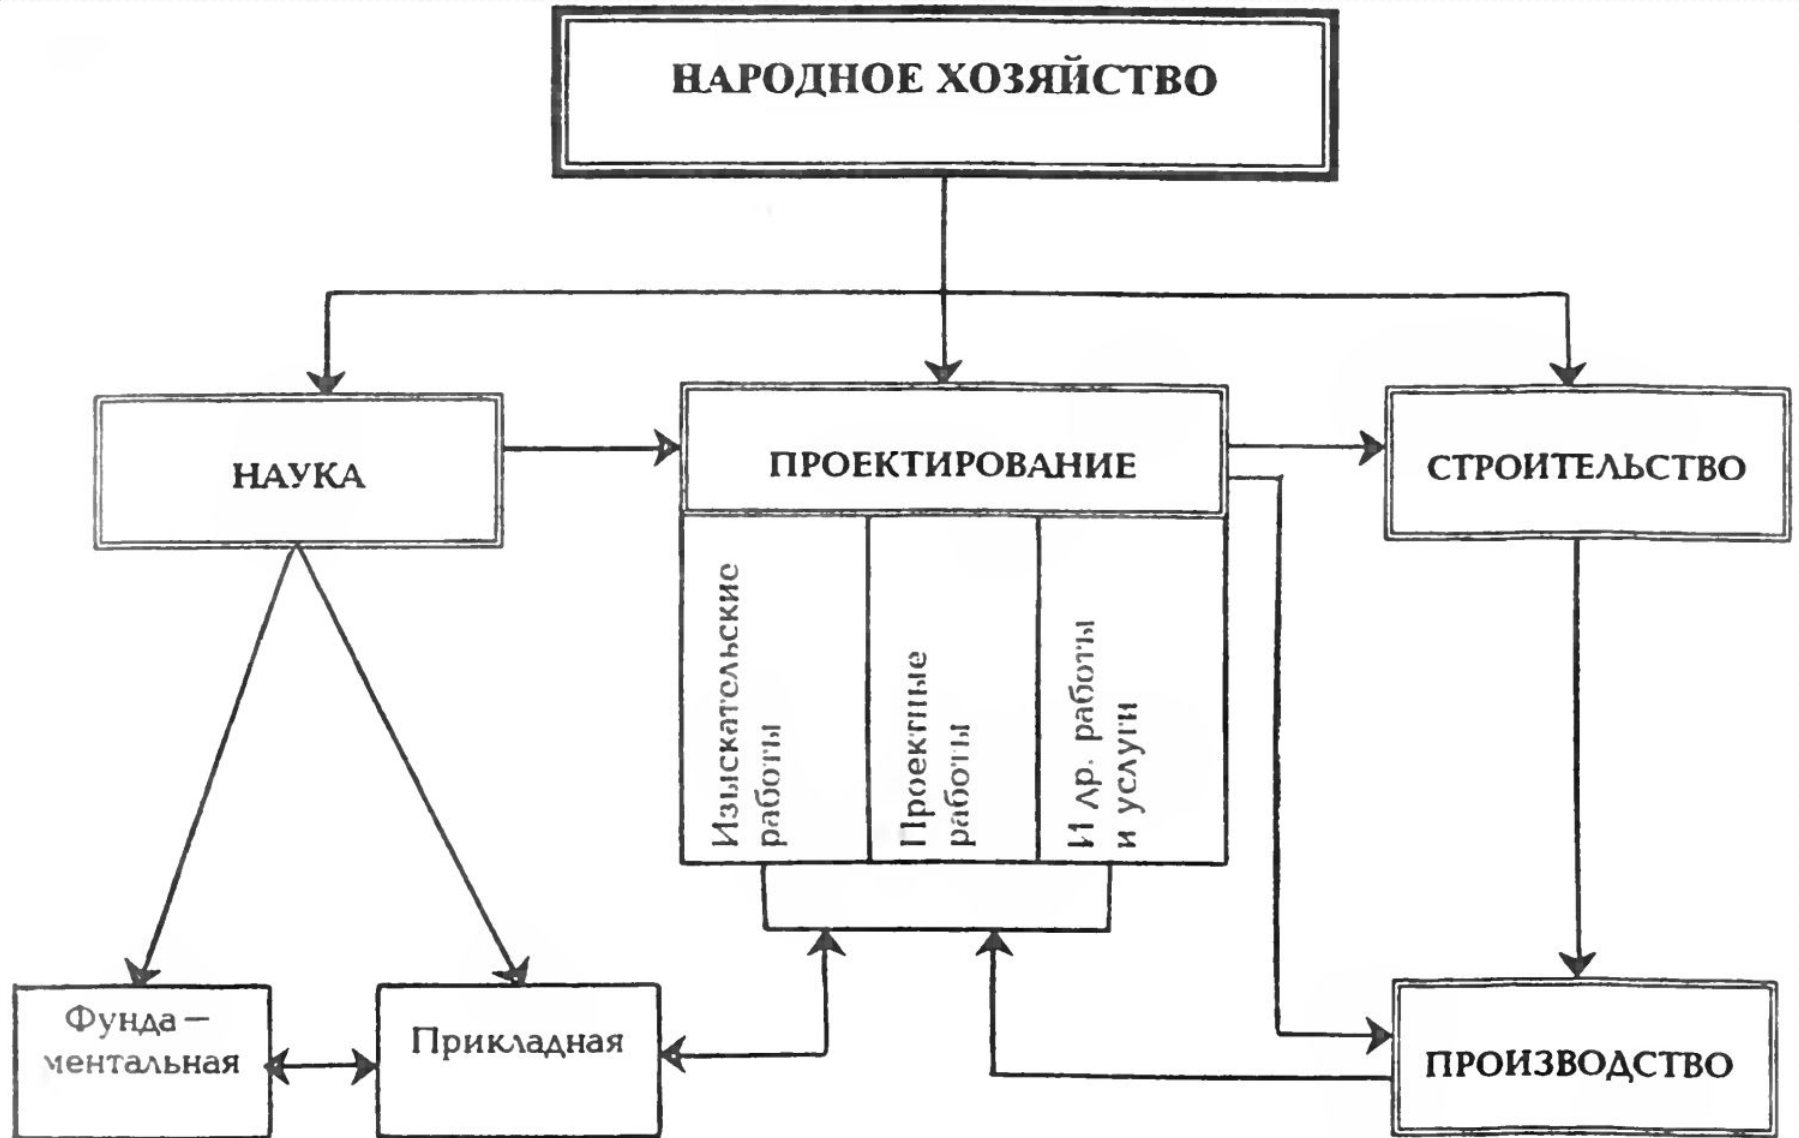 НАРОДНОЕ ХОЗЯЙСТВО
НАУКА
ПРОЕКТИРОВАНИЕ
СТРОИТЕЛЬСТВО
Изыскательские
работы
Проектные
работы
И др. работы
и услуги
Фунда-
ментальная
Прикладная
ПРОИЗВОДСТВО